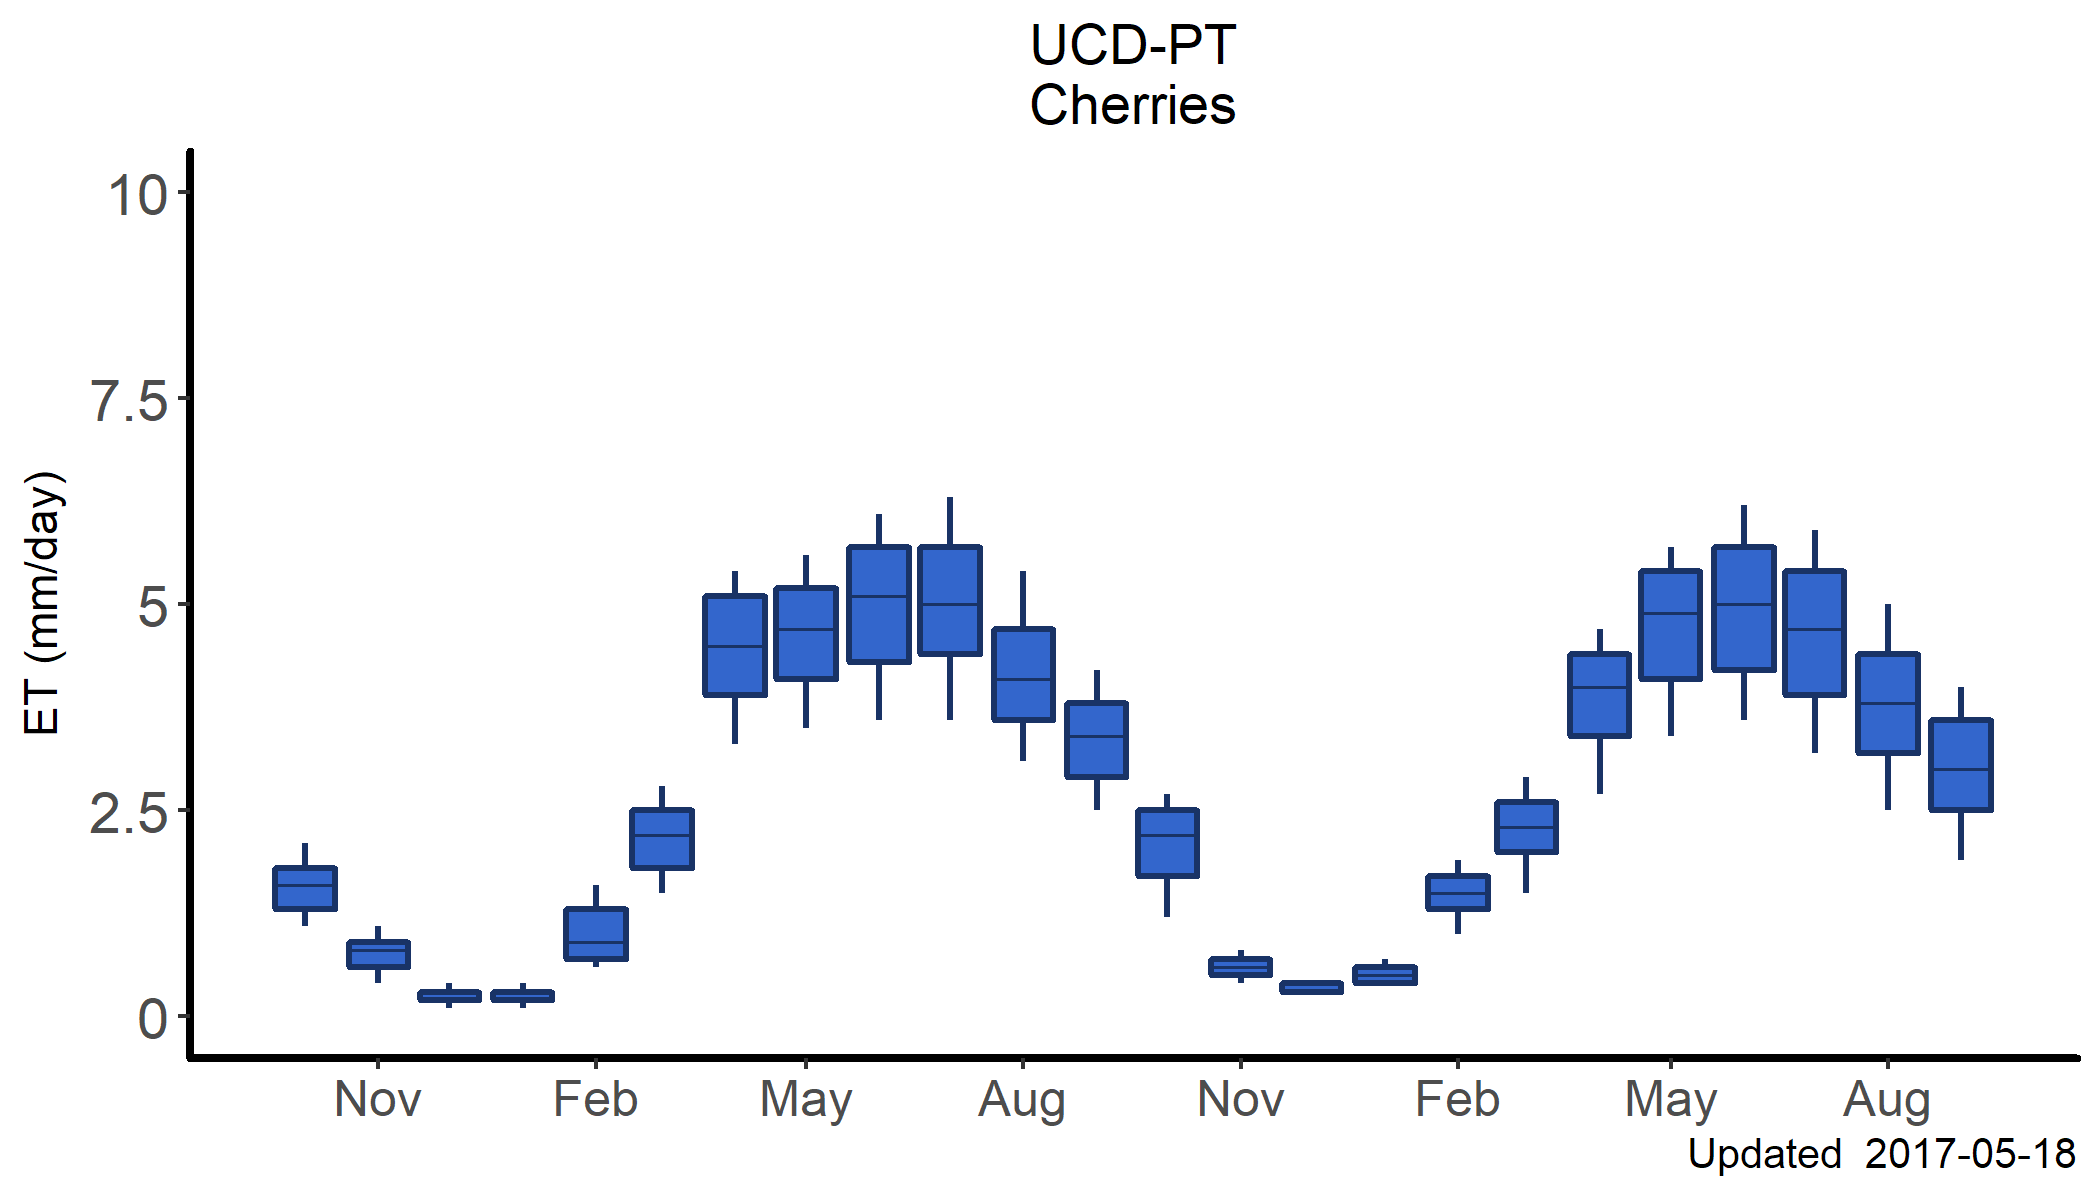 UCD-PT
Cherries
10
7.5
5
2.5
0
ET (mm/day)
Nov Feb May Aug Nov Feb May Aug
Updated 2017-05-18